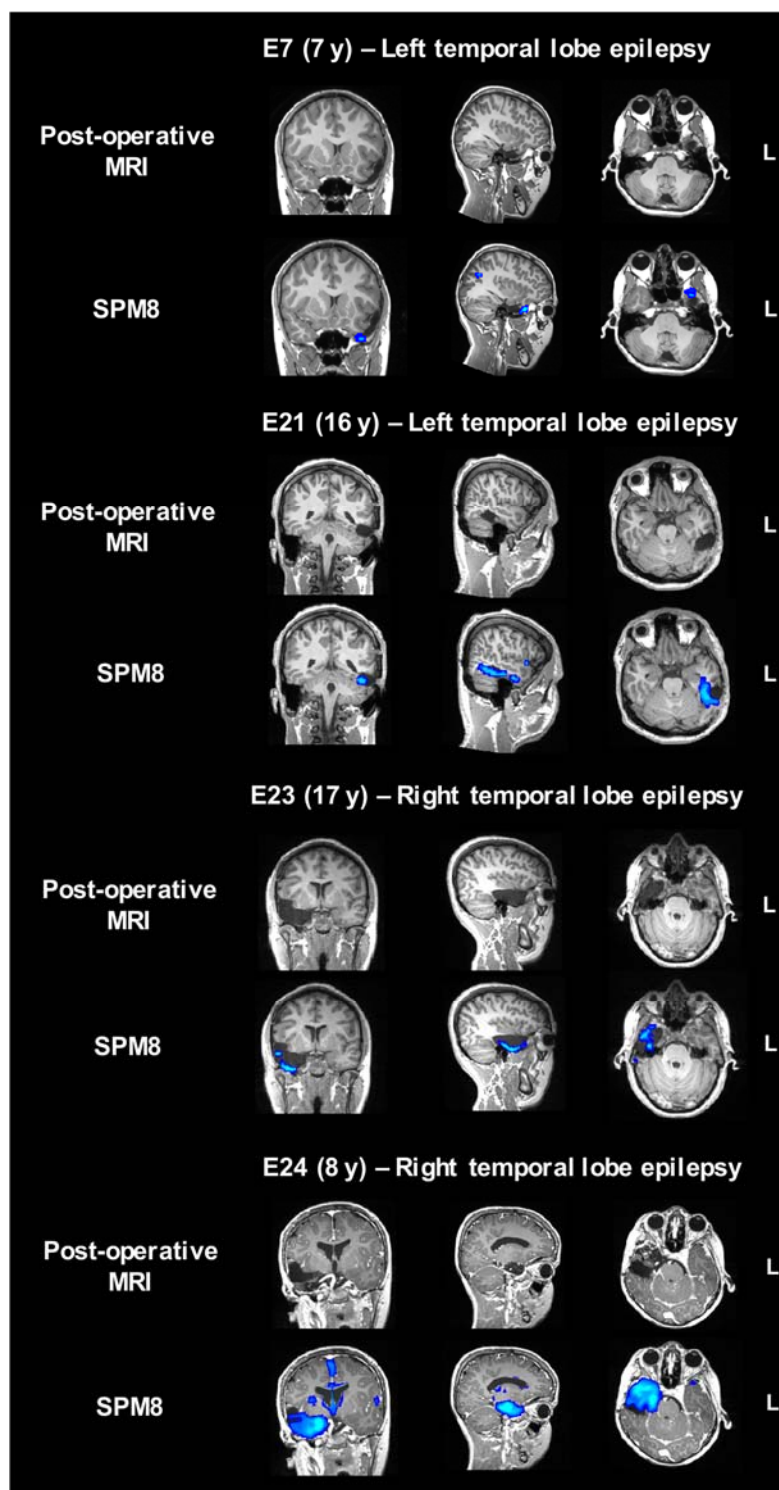 E7 (7 y) – Left temporal lobe epilepsy
Post-operative
MRI
L
SPM8
L
E21 (16 y) – Left temporal lobe epilepsy
Post-operative
MRI
L
SPM8
L
E23 (17 y) – Right temporal lobe epilepsy
Post-operative
MRI
L
SPM8
L
E24 (8 y) – Right temporal lobe epilepsy
Post-operative
MRI
L
SPM8
L